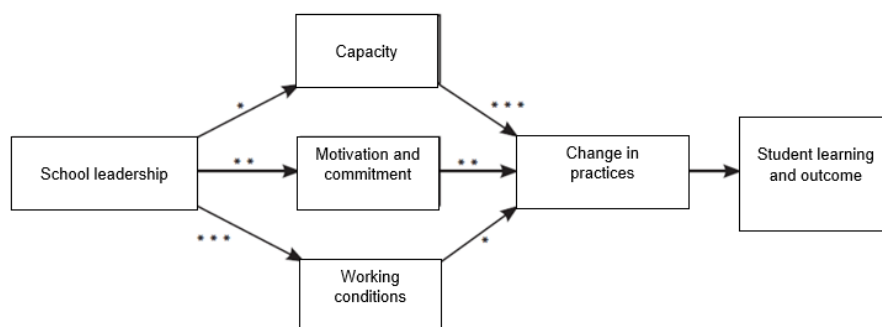 Capacity
*
* * *
School leadership
* *
Motivation and
commitment
* *
Change in
practices
Student learning
and outcome
* * *
*
Working
conditions